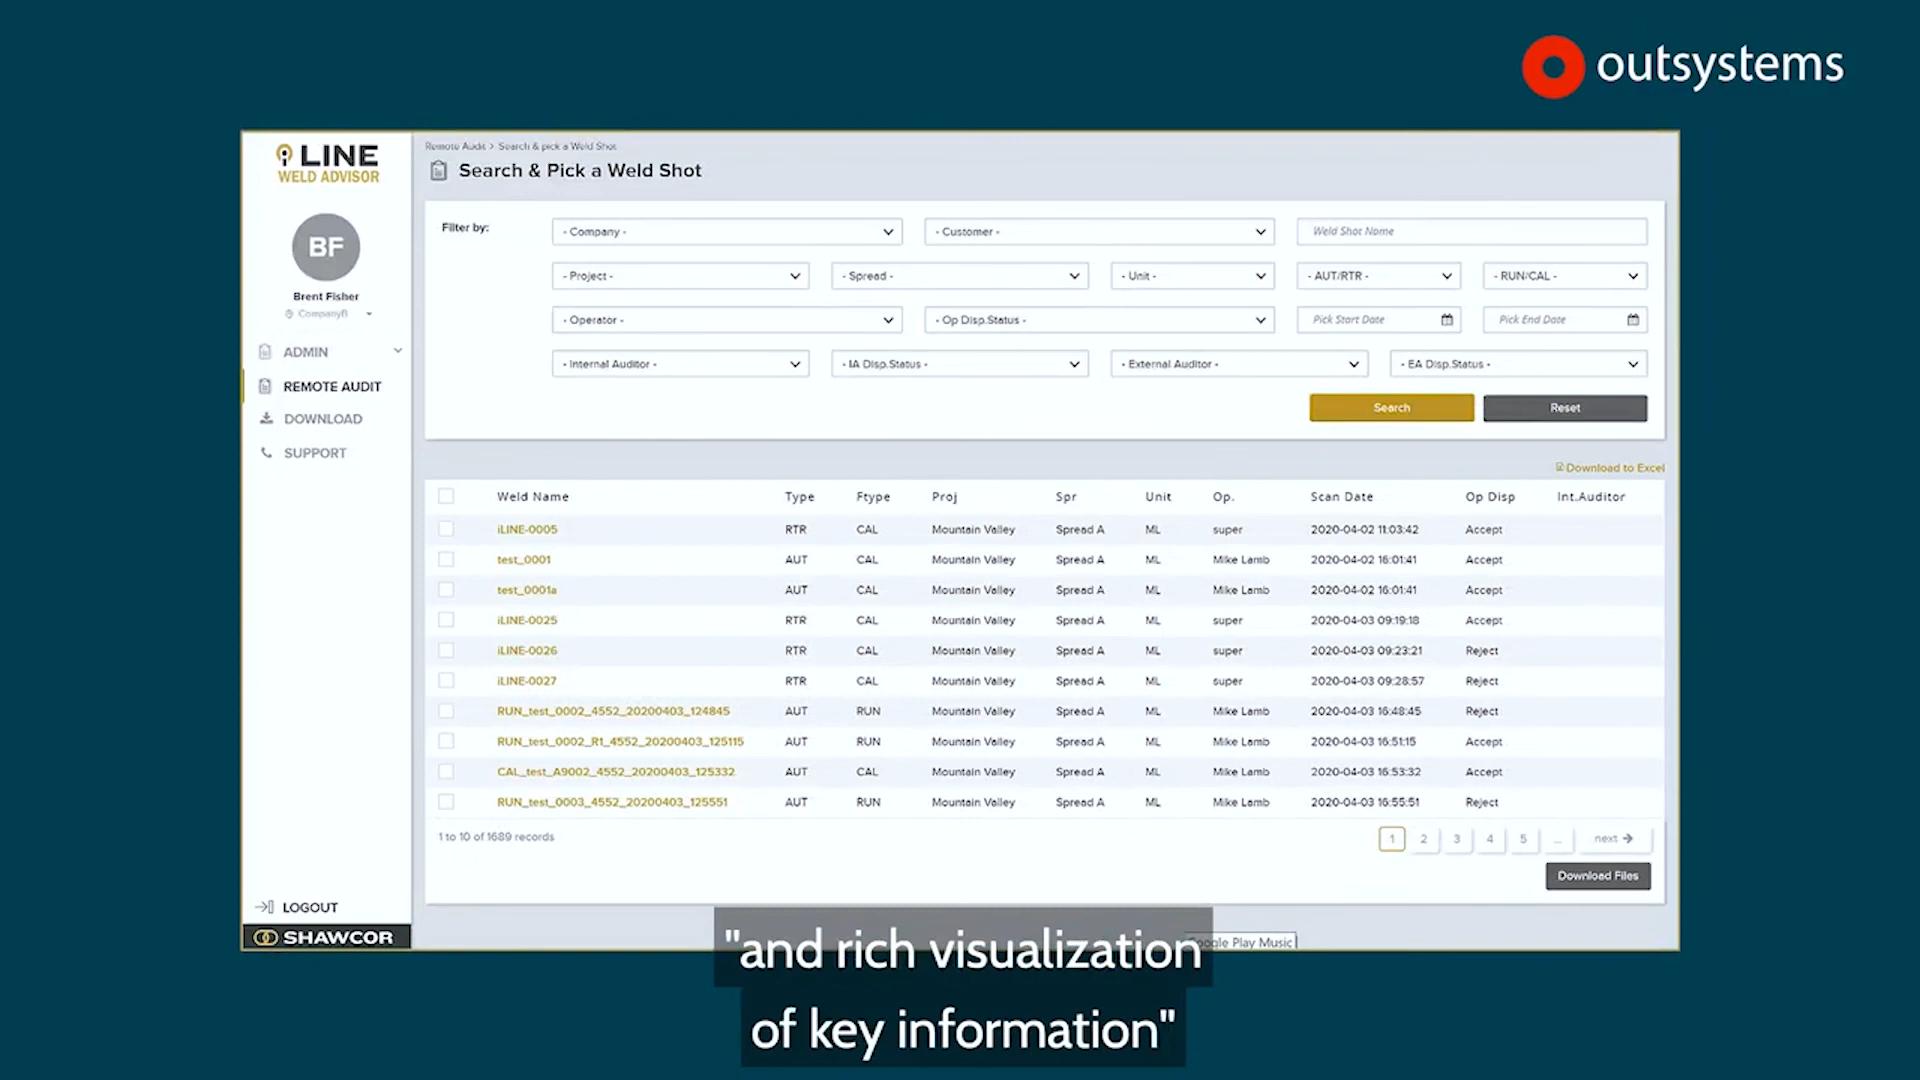 outsystems
LINE
WELD ADVISOR
BF
Brent Fisher
CompanyB
ADMIN
REMOTE AUDIT
DOWNLOAD
SUPPORT
LOGOUT
SHAWCOR
Remote Audit > Search & pick a Weld Shot
Search & Pick a Weld Shot
Filter by:
- Company - - Customer - Weld Shot Name
- Project - - Spread - - Unit - - AUT/RTR - - RUN/CAL -
- Operator - - Op Disp.Status - Pick Start Date Pick End Date
- Internal Auditor - - IA Disp.Status - - External Auditor - - EA Disp.Status -
Search Reset
Download to Excel
Weld Name Type Ftype Proj Spr Unit Op. Scan Date Op Disp Int.Auditor
iLINE-0005 RTR CAL Mountain Valley Spread A ML super 2020-04-02 11:03:42 Accept
test_0001 AUT CAL Mountain Valley Spread A ML Mike Lamb 2020-04-02 16:01:41 Accept
test_0001a AUT CAL Mountain Valley Spread A ML Mike Lamb 2020-04-02 16:01:41 Accept
iLINE-0025 RTR CAL Mountain Valley Spread A ML super 2020-04-03 09:19:18 Accept
iLINE-0026 RTR CAL Mountain Valley Spread A ML super 2020-04-03 09:23:21 Reject
iLINE-0027 RTR CAL Mountain Valley Spread A ML super 2020-04-03 09:28:57 Reject
RUN_test_0002_4552_20200403_124845 AUT RUN Mountain Valley Spread A ML Mike Lamb 2020-04-03 16:48:45 Reject
RUN_test_0002_R1_4552_20200403_125115 AUT RUN Mountain Valley Spread A ML Mike Lamb 2020-04-03 16:51:15 Accept
CAL_test_A9002_4552_20200403_125332 AUT CAL Mountain Valley Spread A ML Mike Lamb 2020-04-03 16:53:32 Accept
RUN_test_0003_4552_20200403_125551 AUT RUN Mountain Valley Spread A ML Mike Lamb 2020-04-03 16:55:51 Reject
1 to 10 of 1689 records 1 2 3 4 5 ... next →
Download Files
Google Play Music
"and rich visualization
of key information"